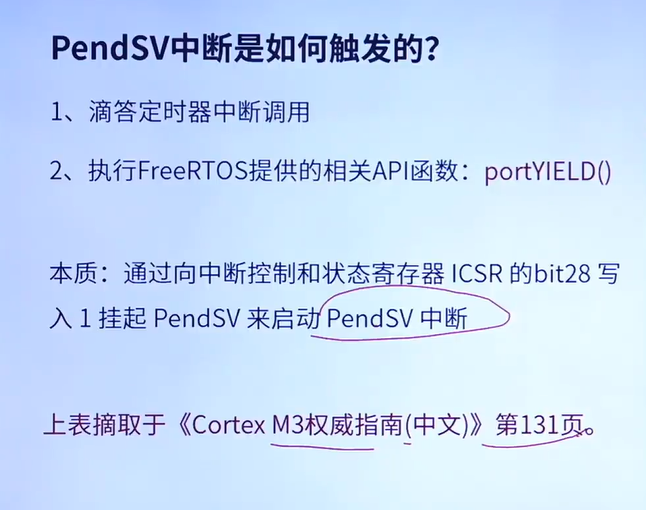 PendSV中断是如何触发的？
1、滴答定时器中断调用
2、执行FreeRTOS提供的相关API函数：portYIELD()
本质：通过向中断控制和状态寄存器 ICSR 的bit28 写
入 1 挂起 PendSV 来启动 PendSV 中断
上表摘取于《Cortex M3权威指南(中文)》第131页。